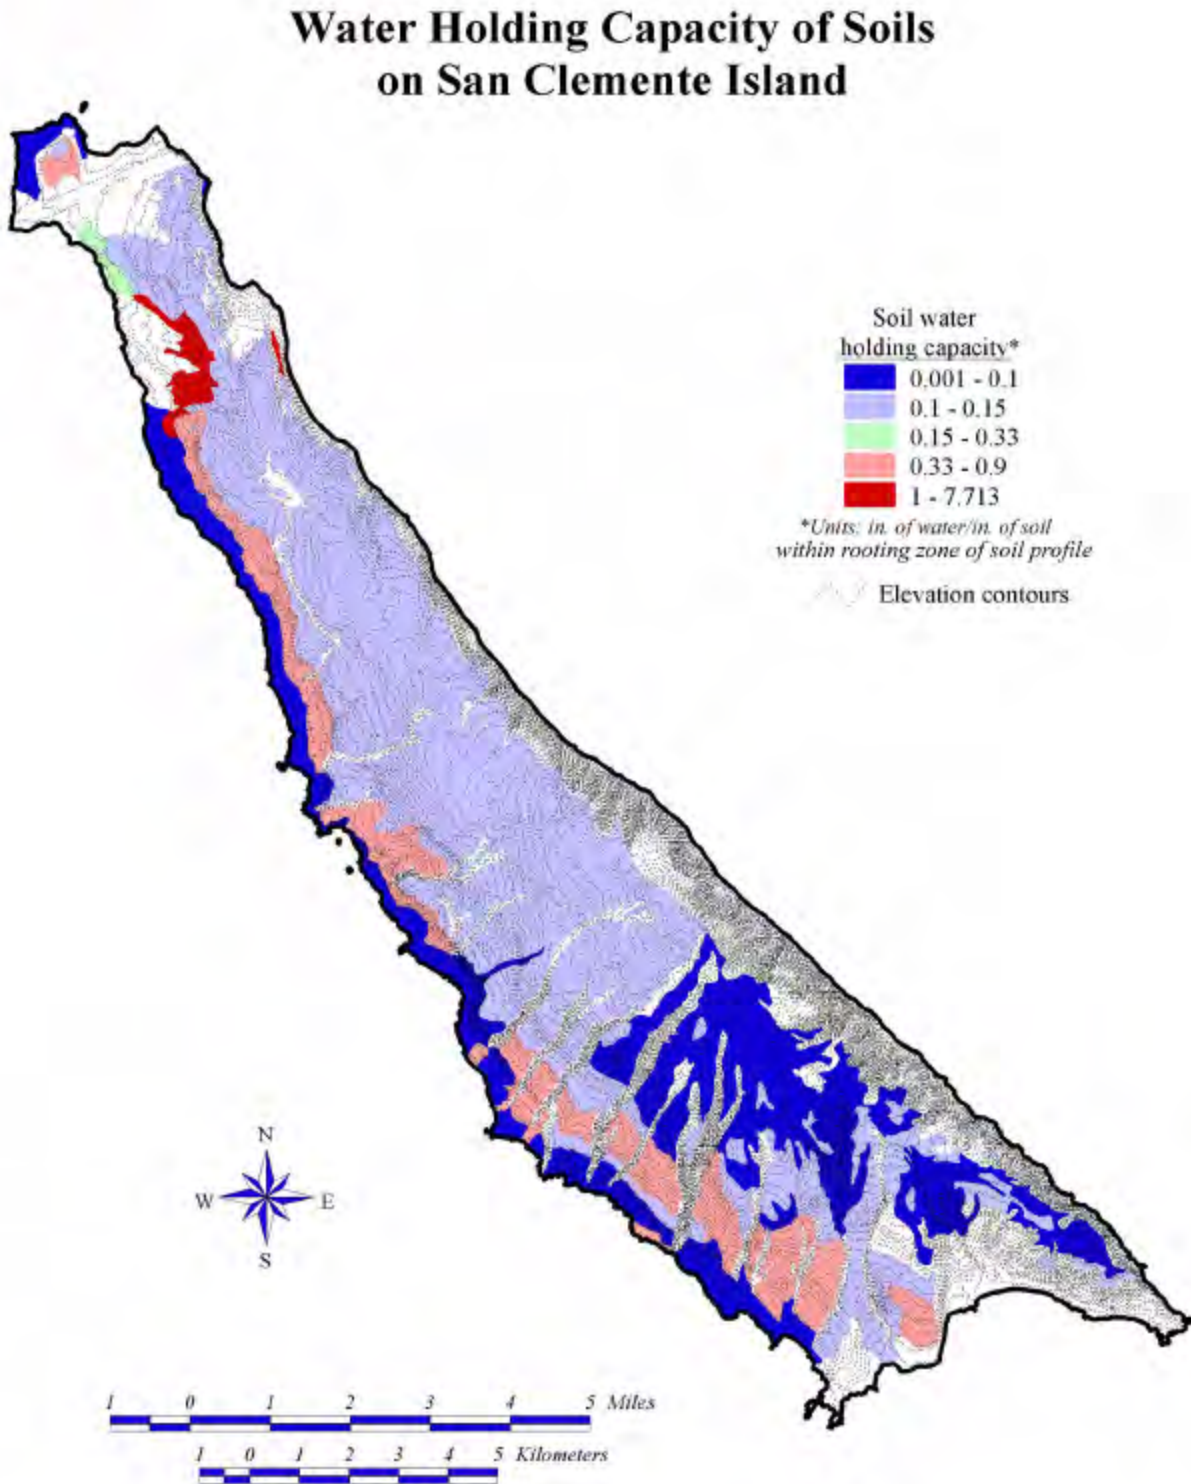 Water Holding Capacity of Soils
on San Clemente Island
Soil water
holding capacity*
0.001 - 0.1
0.1 - 0.15
0.15 - 0.33
0.33 - 0.9
1 - 7.713
*Units: in. of water/in. of soil
within rooting zone of soil profile
Elevation contours
N
W E
S
1 0 1 2 3 4 5 Miles
1 0 1 2 3 4 5 Kilometers